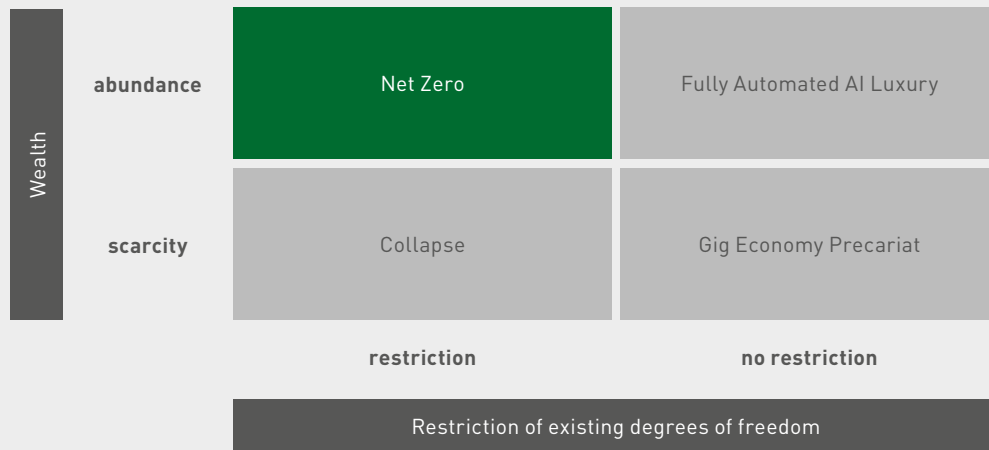 Wealth
abundance
Net Zero
Fully Automated AI Luxury
scarcity
Collapse
Gig Economy Precariat
restriction
no restriction
Restriction of existing degrees of freedom